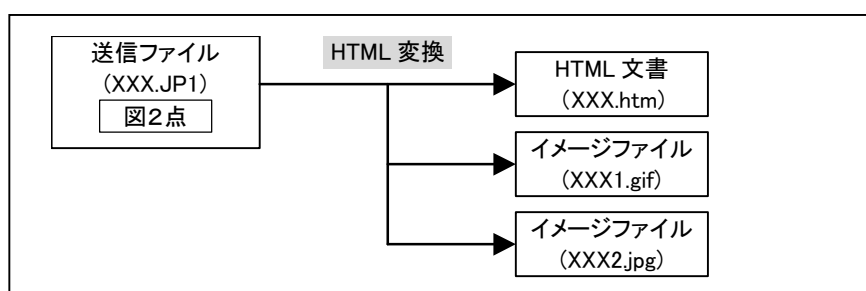 送信ファイル
(XXX.JP1)
図2点
HTML 変換
HTML 文書
(XXX.htm)
イメージファイル
(XXX1.gif)
イメージファイル
(XXX2.jpg)